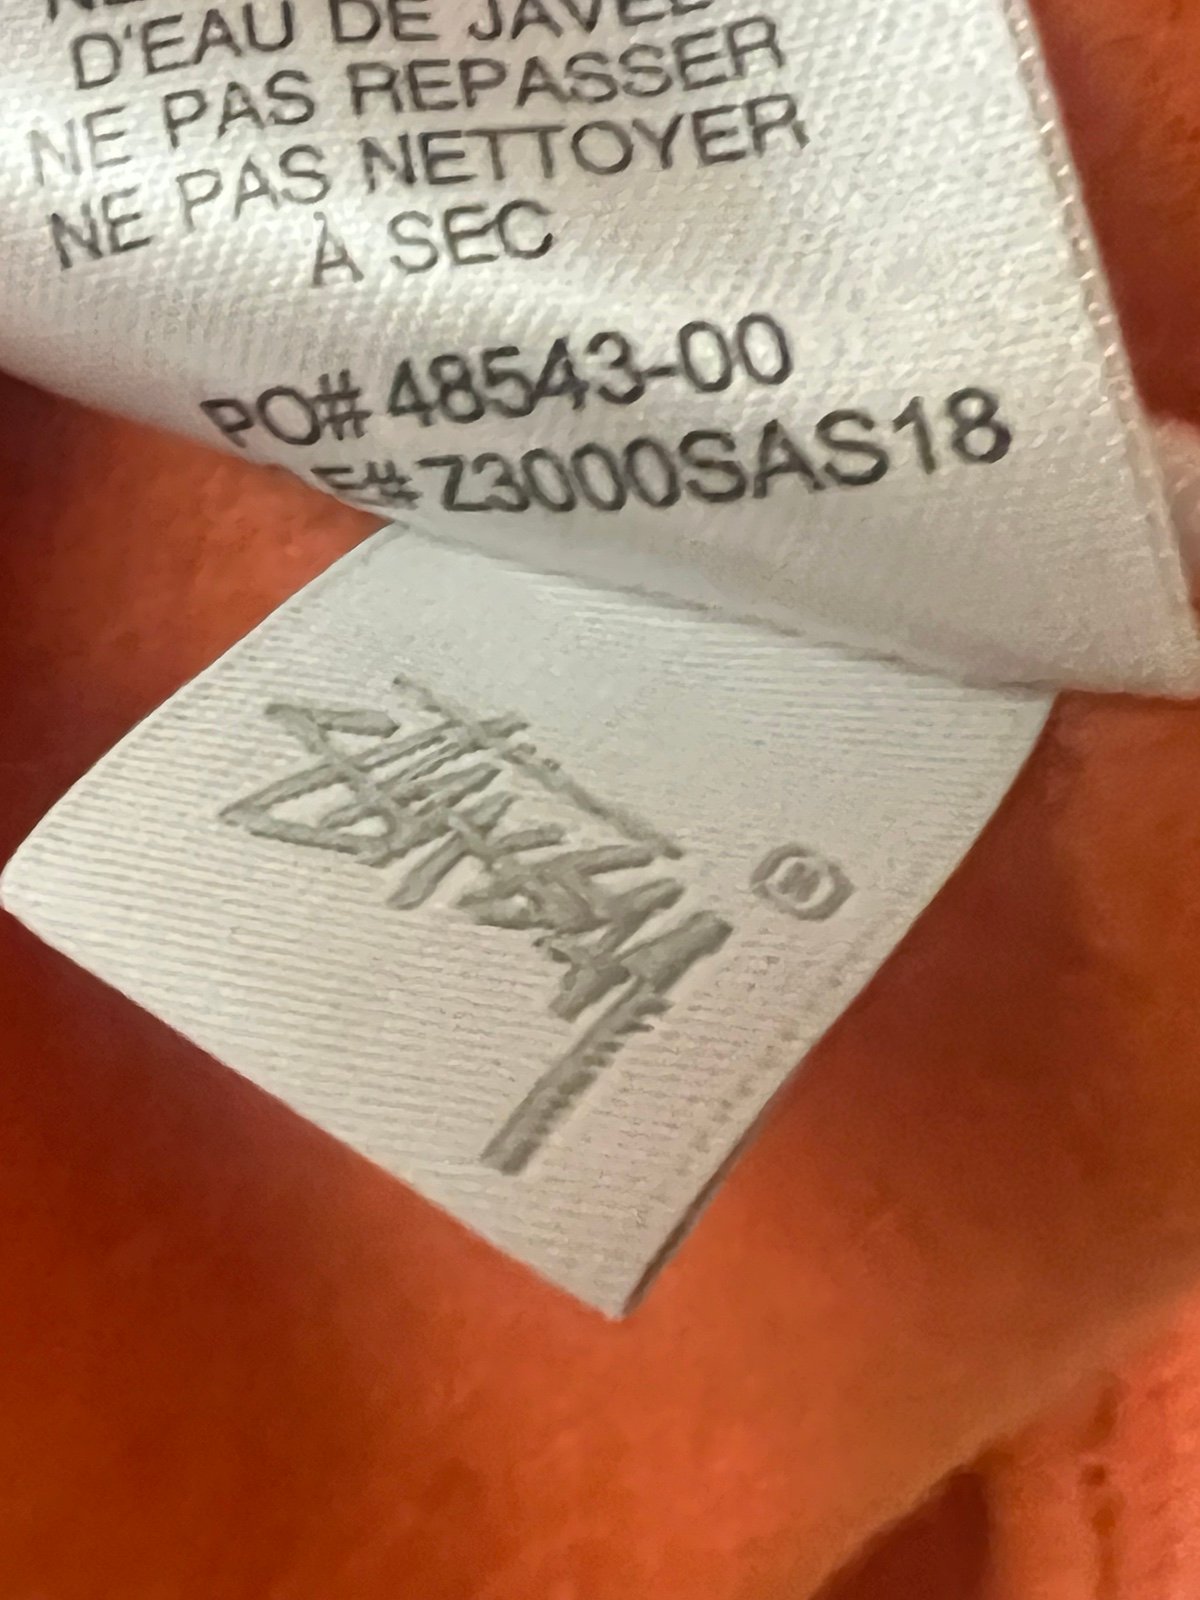 D'EAU DE JAVEL
NE PAS REPASSER
NE PAS NETTOYER
À SEC
PO# 48543-00
E# Z3000SAS18
Stüssy ®